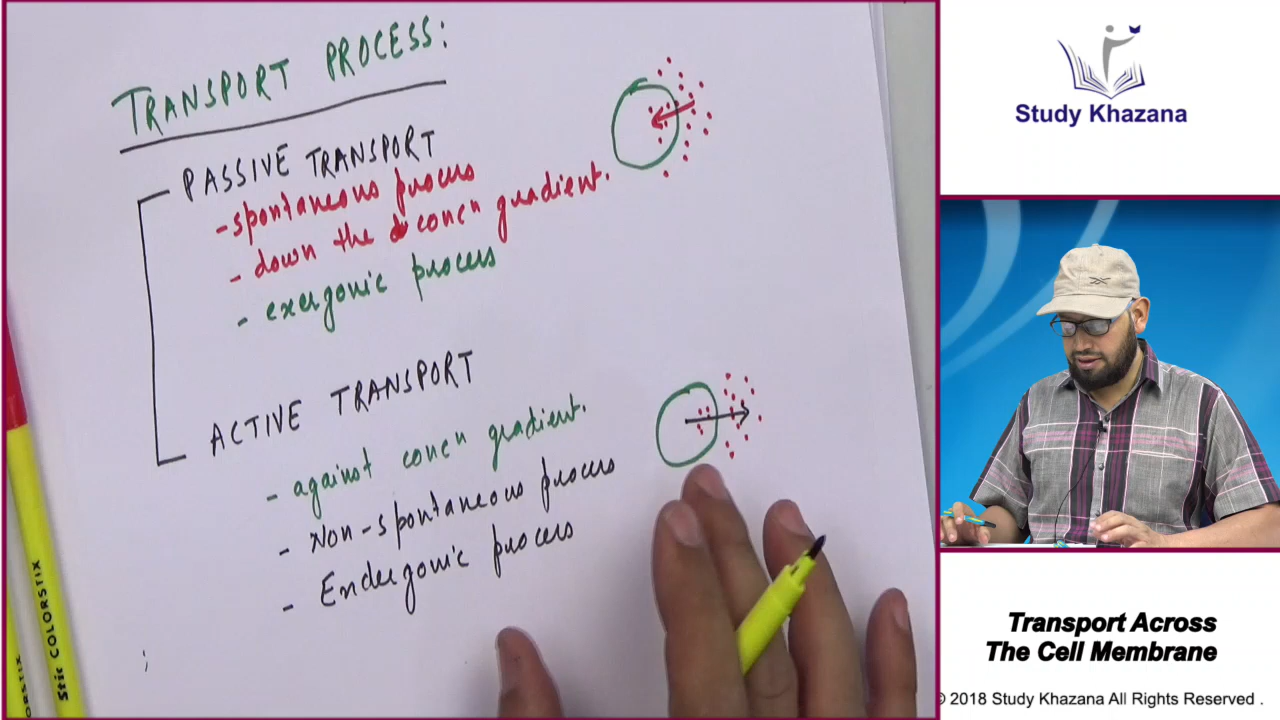 TRANSPORT PROCESS:
PASSIVE TRANSPORT
-spontaneous process
- down the concⁿ gradient.
- exergonic process
ACTIVE TRANSPORT
- against concⁿ gradient.
- Non-spontaneous process
- Endergonic process
;
Stic COLORSTIX
ORSTIX
Study Khazana
Transport Across
The Cell Membrane
© 2018 Study Khazana All Rights Reserved .